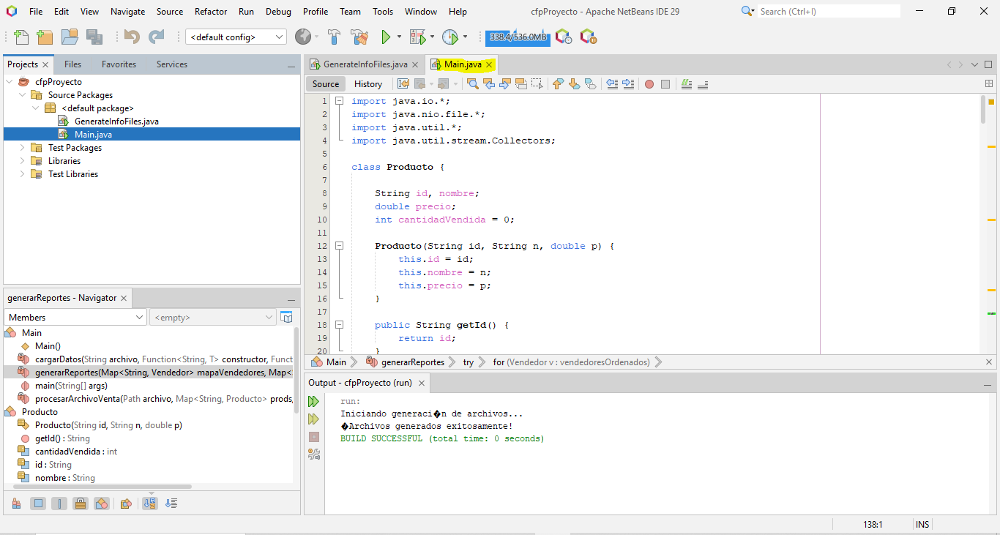 File Edit View Navigate Source Refactor Run Debug Profile Team Tools Window Help
cfpProyecto - Apache NetBeans IDE 29
Search (Ctrl+I)
<default config>
338.4/536.0MB
Projects Files Favorites Services
cfpProyecto
Source Packages
<default package>
GenerateInfoFiles.java
Main.java
Test Packages
Libraries
Test Libraries
generarReportes - Navigator
Members
<empty>
Main
Main()
cargarDatos(String archivo, Function<String, T> constructor, Funct
generarReportes(Map<String, Vendedor> mapaVendedores, Map<
main(String[] args)
procesarArchivoVenta(Path archivo, Map<String, Producto> prods,
Producto
Producto(String id, String n, double p)
getId() : String
cantidadVendida : int
id : String
nombre : String
GenerateInfoFiles.java Main.java
Source History
1 import java.io.*;
2 import java.nio.file.*;
3 import java.util.*;
4 import java.util.stream.Collectors;
5
6 class Producto {
7
8 String id, nombre;
9 double precio;
10 int cantidadVendida = 0;
11
12 Producto(String id, String n, double p) {
13 this.id = id;
14 this.nombre = n;
15 this.precio = p;
16 }
17
18 public String getId() {
19 return id;
20 }
Main generarReportes try for (Vendedor v : vendedoresOrdenados)
Output - cfpProyecto (run)
run:
Iniciando generaci�n de archivos...
�Archivos generados exitosamente!
BUILD SUCCESSFUL (total time: 0 seconds)
138:1 INS